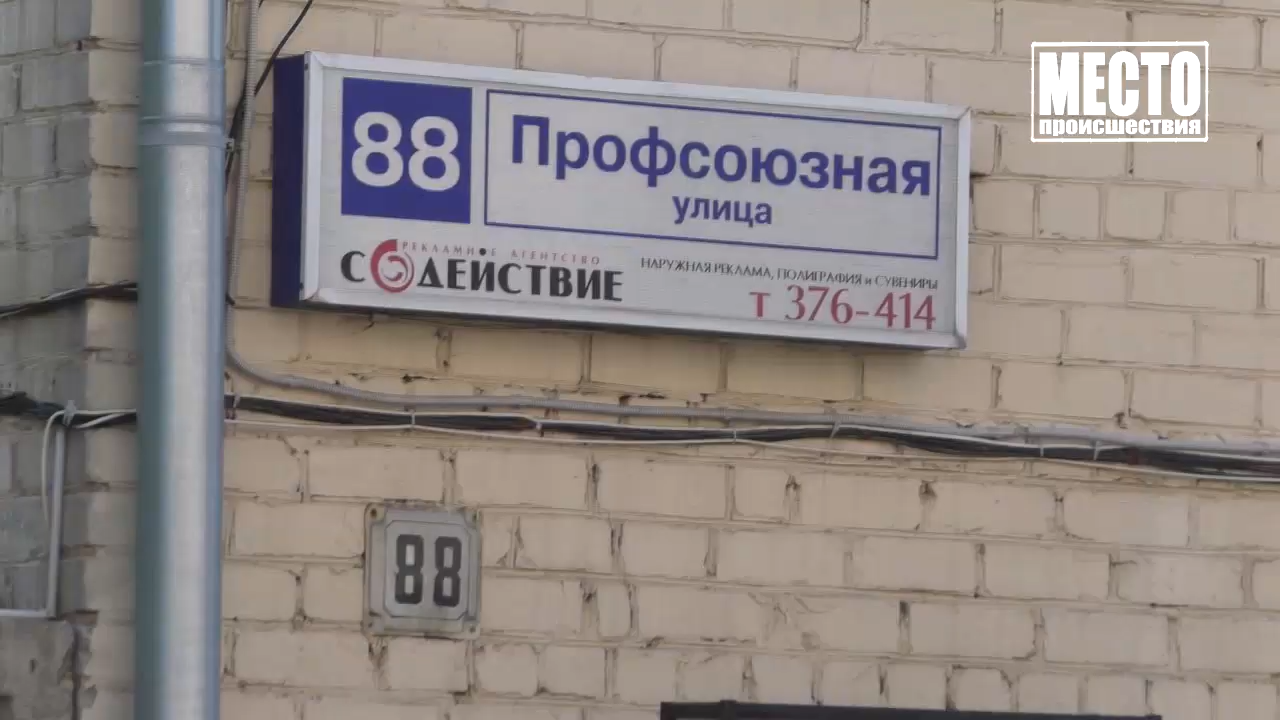 МЕСТО
ПРОИСШЕСТВИЯ
88
Профсоюзная
улица
РЕКЛАМНОЕ АГЕНТСТВО
СОДЕЙСТВИЕ
НАРУЖНАЯ РЕКЛАМА, ПОЛИГРАФИЯ и СУВЕНИРЫ
т 376-414
88